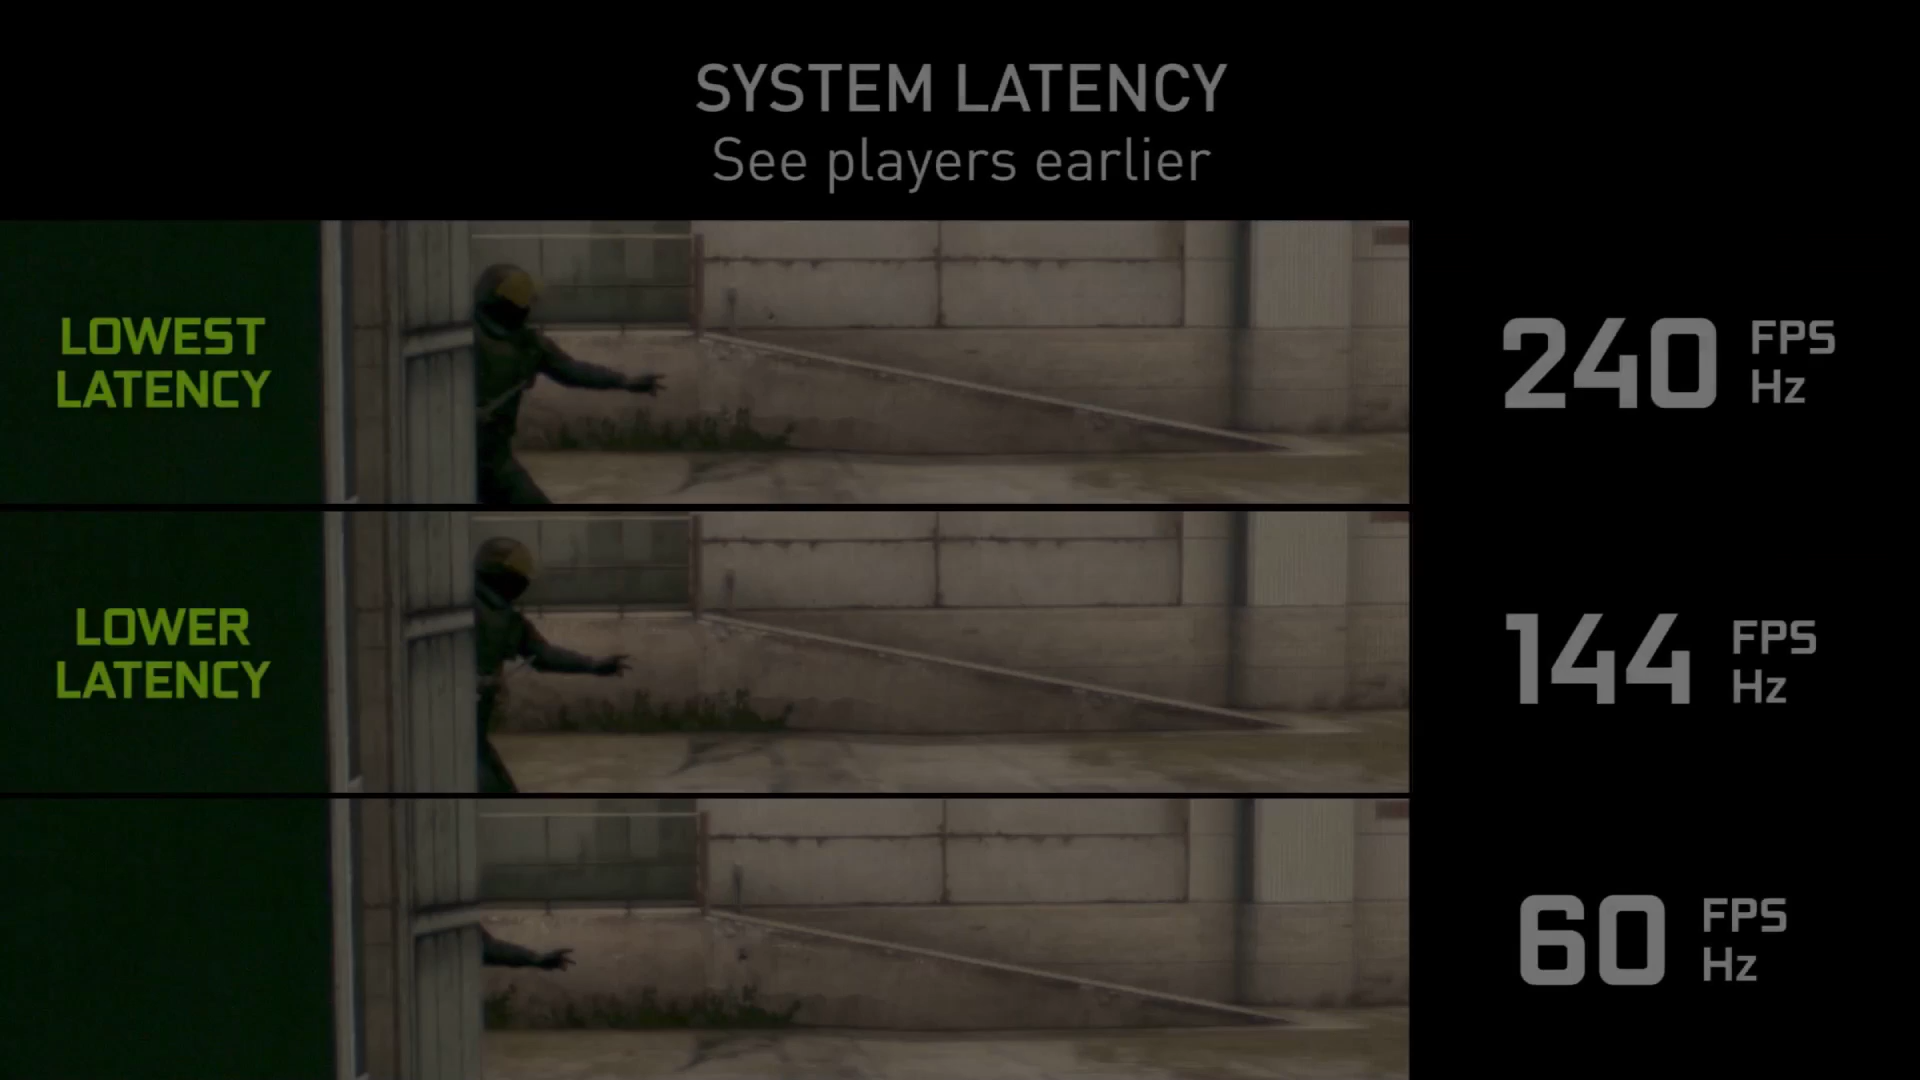 SYSTEM LATENCY
See players earlier
LOWEST
LATENCY
240 FPS
Hz
LOWER
LATENCY
144 FPS
Hz
60 FPS
Hz